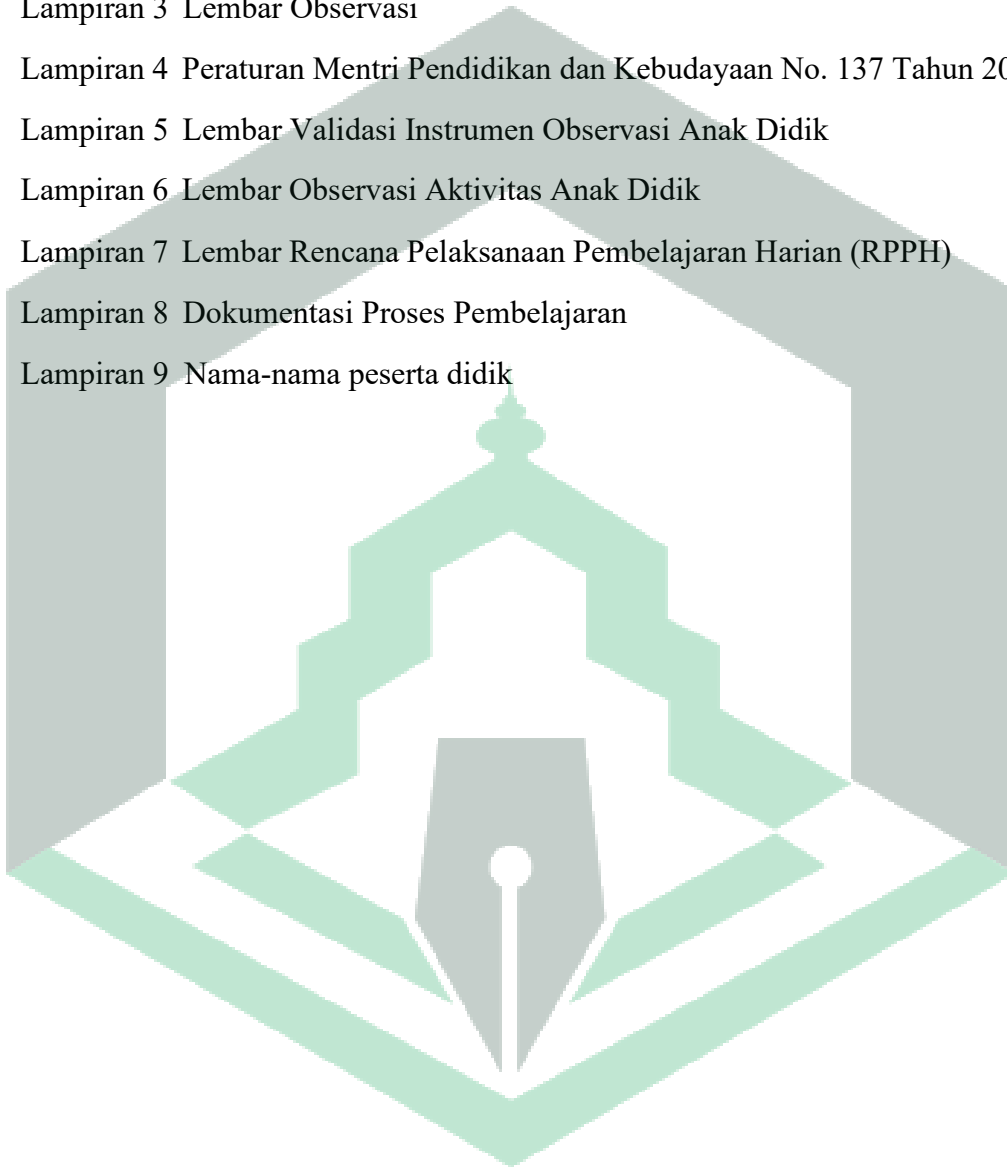 Lampiran 3 Lembar Observasi
Lampiran 4 Peraturan Mentri Pendidikan dan Kebudayaan No. 137 Tahun 20
Lampiran 5 Lembar Validasi Instrumen Observasi Anak Didik
Lampiran 6 Lembar Observasi Aktivitas Anak Didik
Lampiran 7 Lembar Rencana Pelaksanaan Pembelajaran Harian (RPPH)
Lampiran 8 Dokumentasi Proses Pembelajaran
Lampiran 9 Nama-nama peserta didik